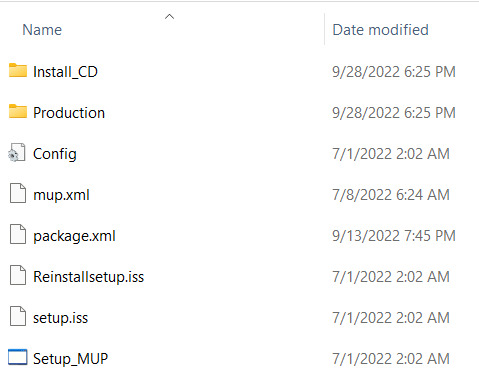 Name Date modified
Install_CD 9/28/2022 6:25 PM
Production 9/28/2022 6:25 PM
Config 7/1/2022 2:02 AM
mup.xml 7/8/2022 6:24 AM
package.xml 9/13/2022 7:45 PM
Reinstallsetup.iss 7/1/2022 2:02 AM
setup.iss 7/1/2022 2:02 AM
Setup_MUP 7/1/2022 2:02 AM